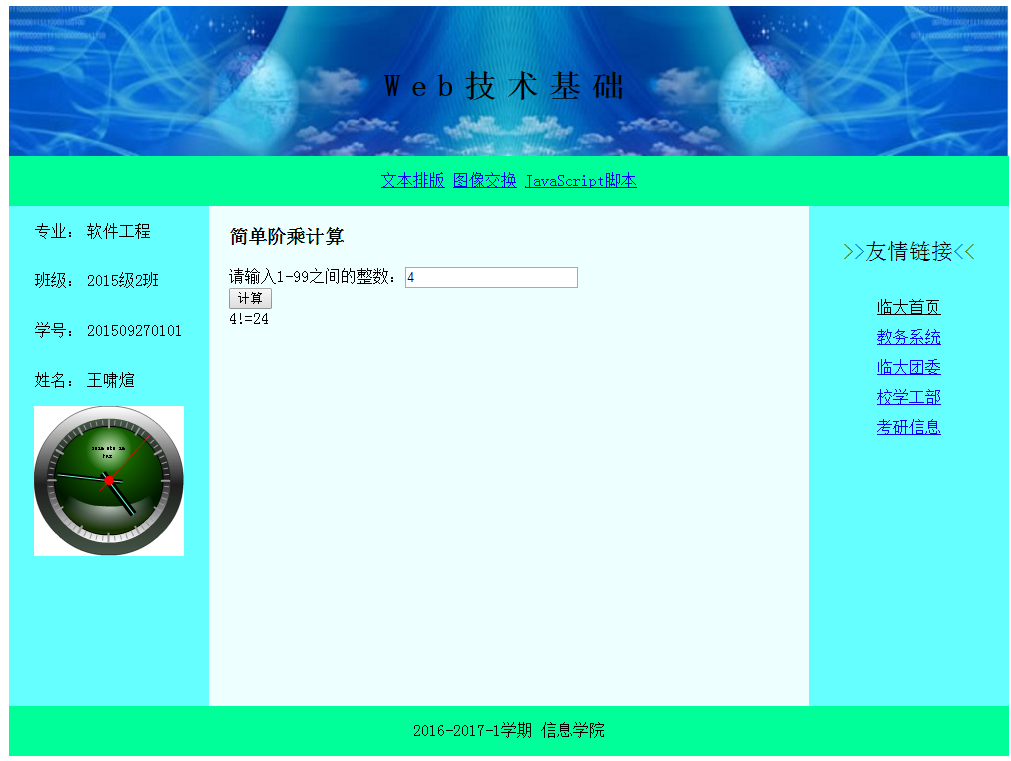 Web技术基础
文本排版 图像交换 JavaScript脚本
专业： 软件工程
班级： 2015级2班
学号： 201509270101
姓名： 王啸煊
简单阶乘计算
请输入1-99之间的整数： 4
计算
4!=24
>>友情链接<<
临大首页
教务系统
临大团委
校学工部
考研信息
2016-2017-1学期 信息学院